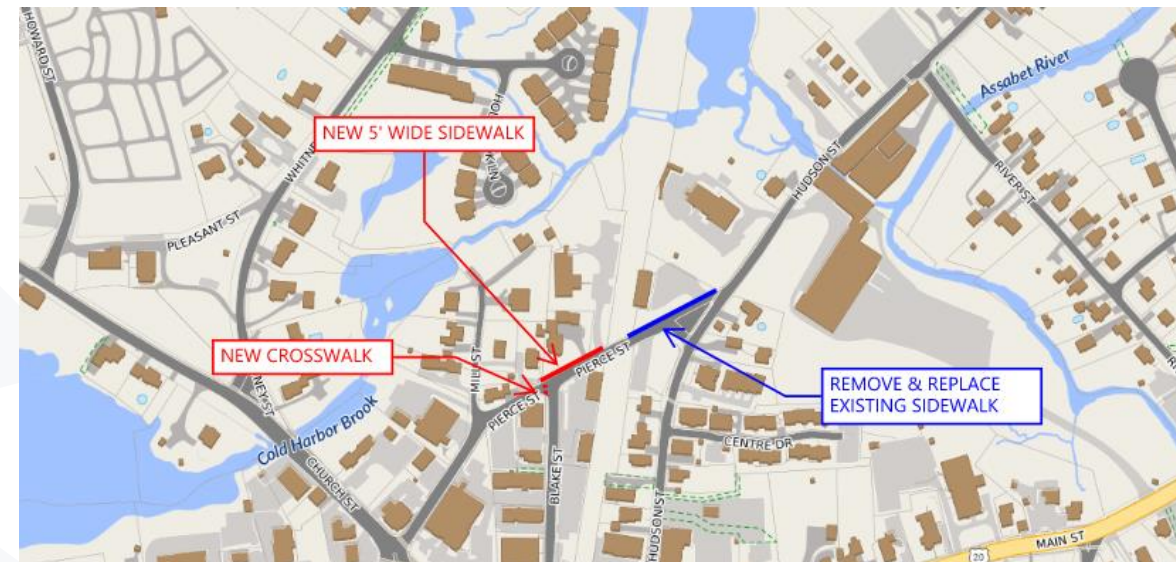 HOWARD ST
Assabet River
NEW 5' WIDE SIDEWALK
HUDSON ST
RIVER ST
PLEASANT ST
NEW CROSSWALK
MILL ST
PIERCE ST
REMOVE & REPLACE
EXISTING SIDEWALK
PIERCE ST
Cold Harbor Brook
CENTRE DR
CHURCH ST
BLAKE ST
HUDSON ST
20
MAIN ST